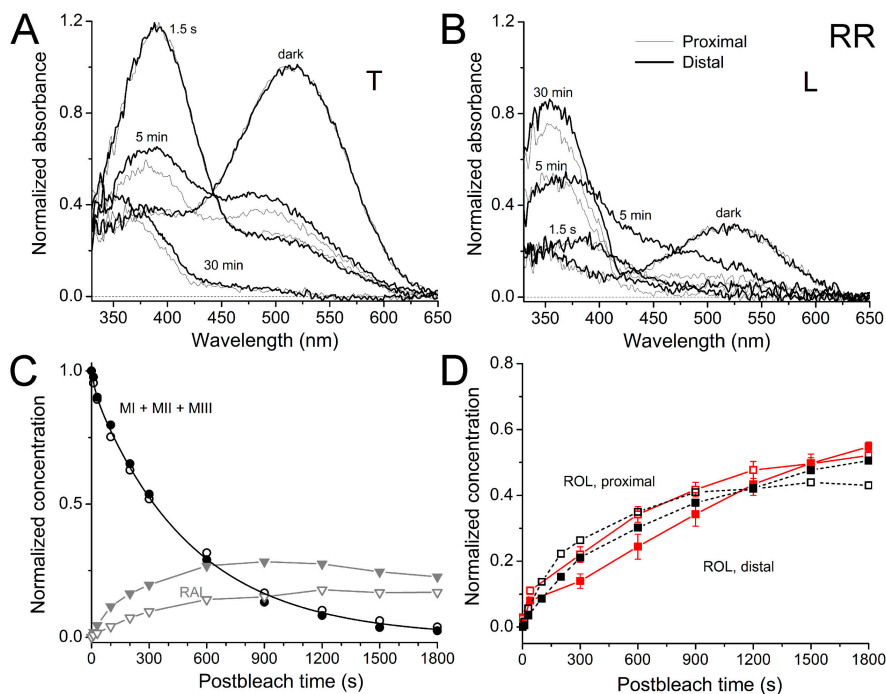 A
B
RR
Proximal
Distal
T
L
1.5 s
dark
5 min
30 min
30 min
5 min
5 min
1.5 s
dark
Normalized absorbance
1.2
0.8
0.4
0.0
350 400 450 500 550 600 650
Wavelength (nm)
Normalized absorbance
1.2
0.8
0.4
0.0
350 400 450 500 550 600 650
Wavelength (nm)
C
MI + MII + MIII
RAL
Normalized concentration
1.0
0.5
0.0
0 300 600 900 1200 1500 1800
Postbleach time (s)
D
ROL, proximal
ROL, distal
Normalized concentration
0.8
0.6
0.4
0.2
0.0
0 300 600 900 1200 1500 1800
Postbleach time (s)